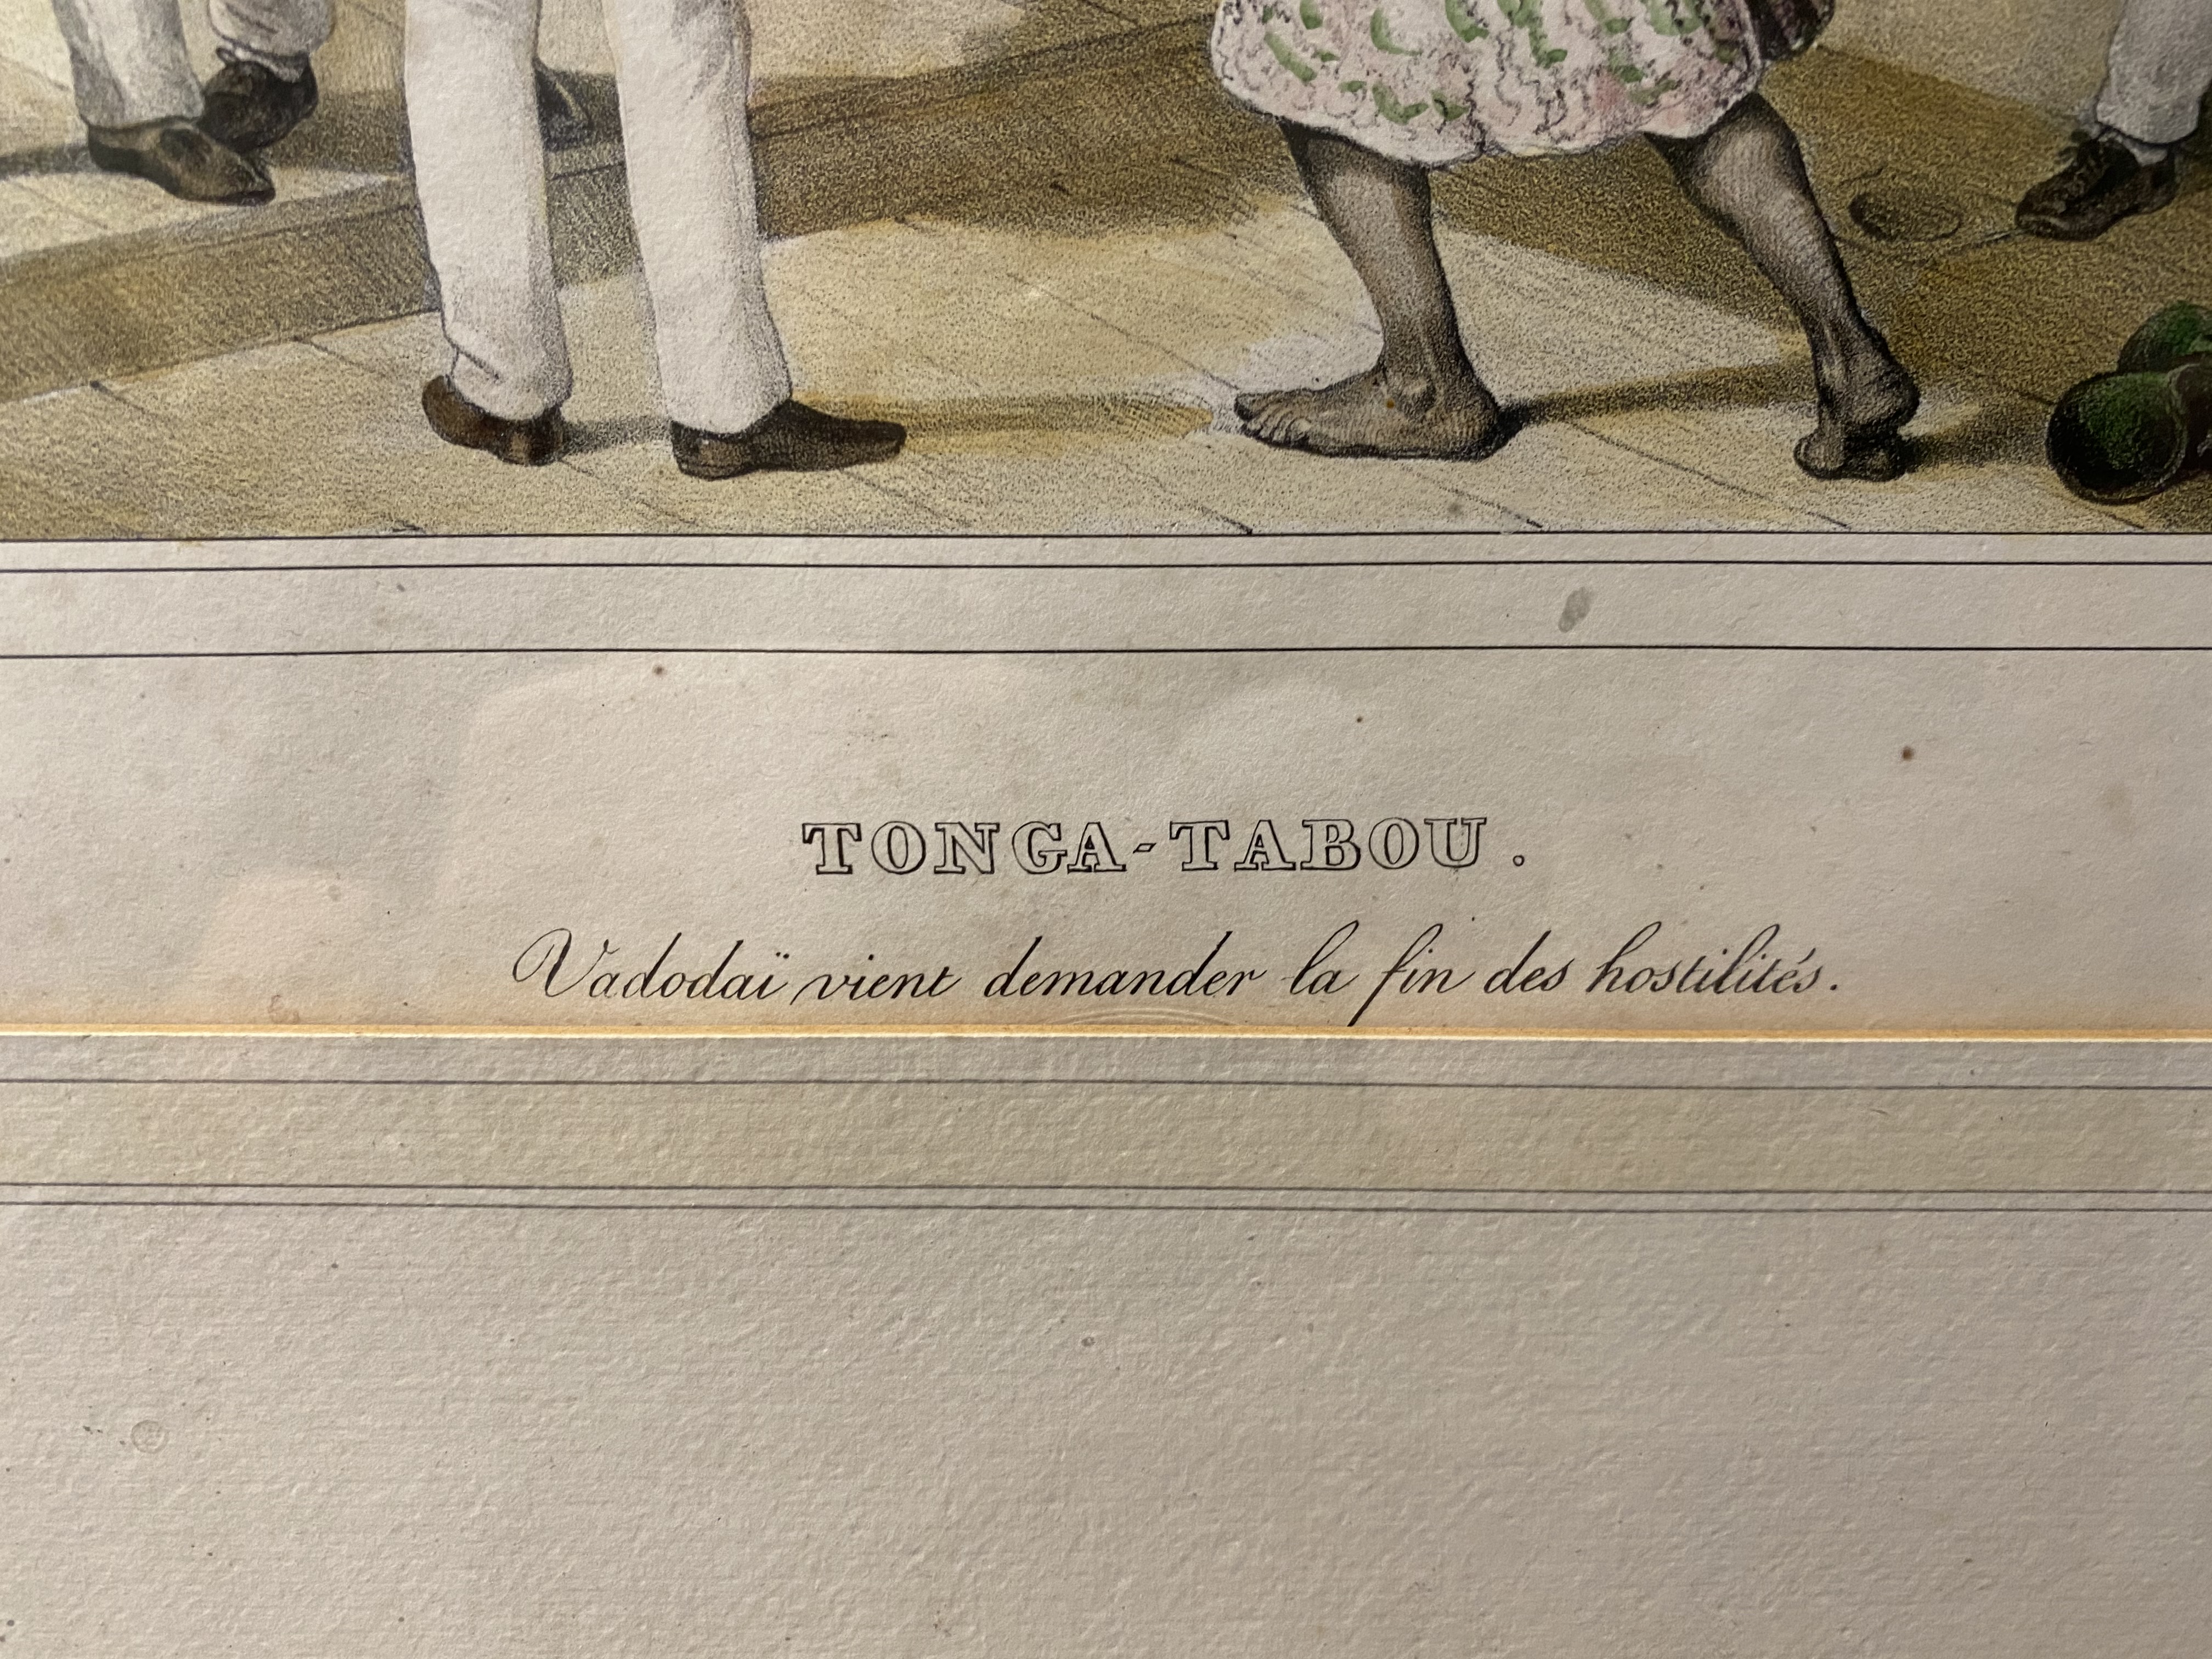 TONGA-TABOU.
Vadodaï vient demander la fin des hostilités.